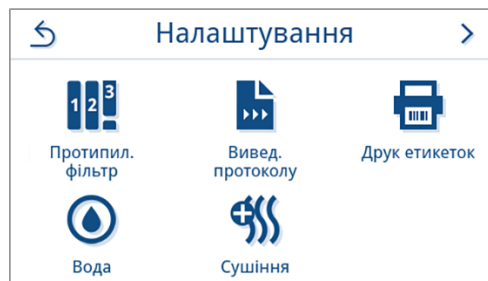 Налаштування
1 2 3
Протипил.
фільтр
Вивед.
протоколу
Друк етикеток
Вода
Сушіння